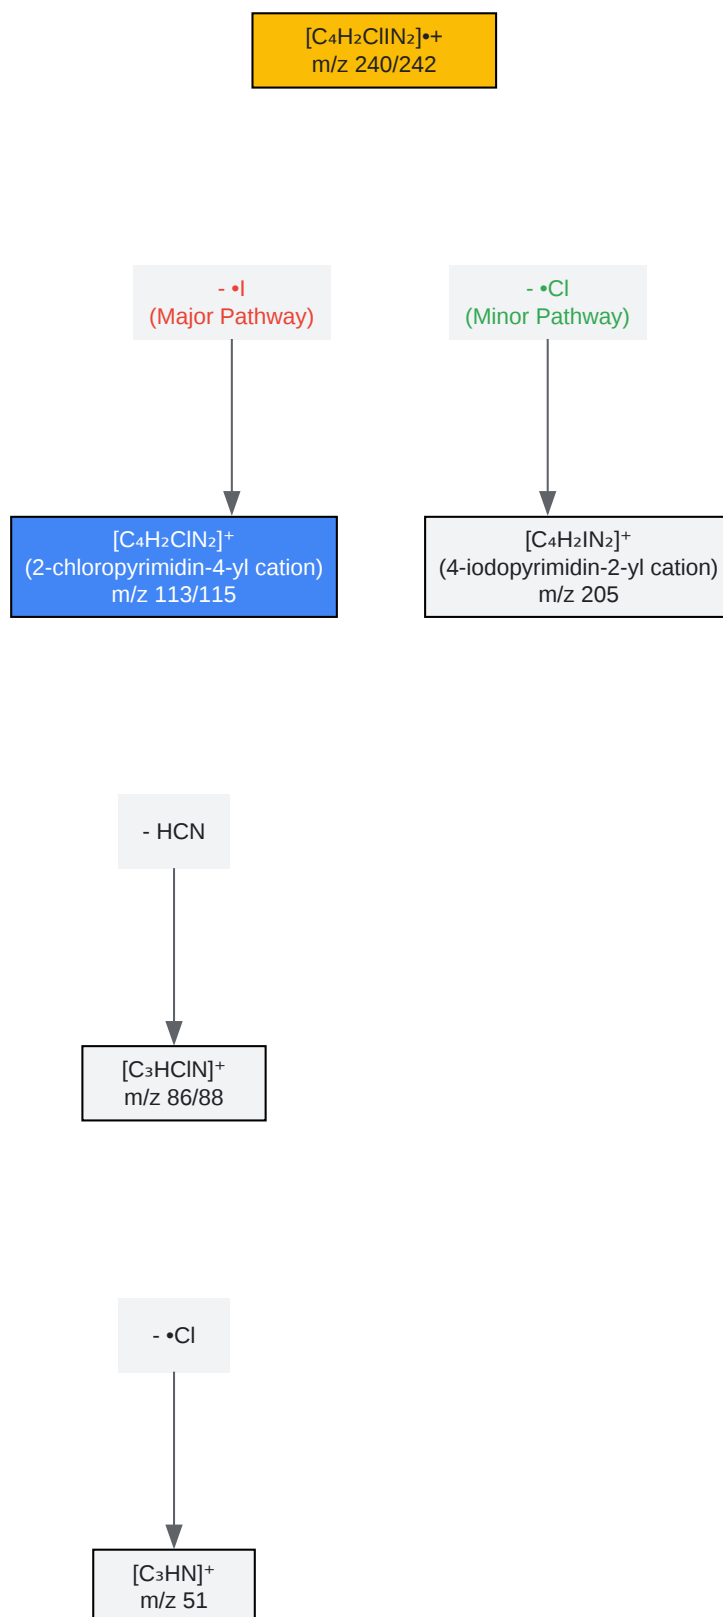 [C₄H₂ClIN₂]•+
m/z 240/242
- •I
(Major Pathway)
- •Cl
(Minor Pathway)
[C₄H₂ClN₂]⁺
(2-chloropyrimidin-4-yl cation)
m/z 113/115
[C₄H₂IN₂]⁺
(4-iodopyrimidin-2-yl cation)
m/z 205
- HCN
[C₃HClN]⁺
m/z 86/88
- •Cl
[C₃HN]⁺
m/z 51